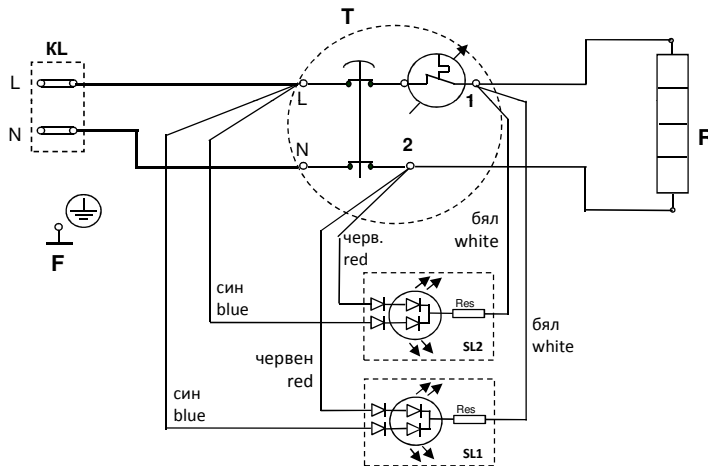 T
KL
L
N
L
1
N
2
F
черв.
red
бял
white
син
blue
Res
SL2
бял
white
червен
red
син
blue
Res
SL1